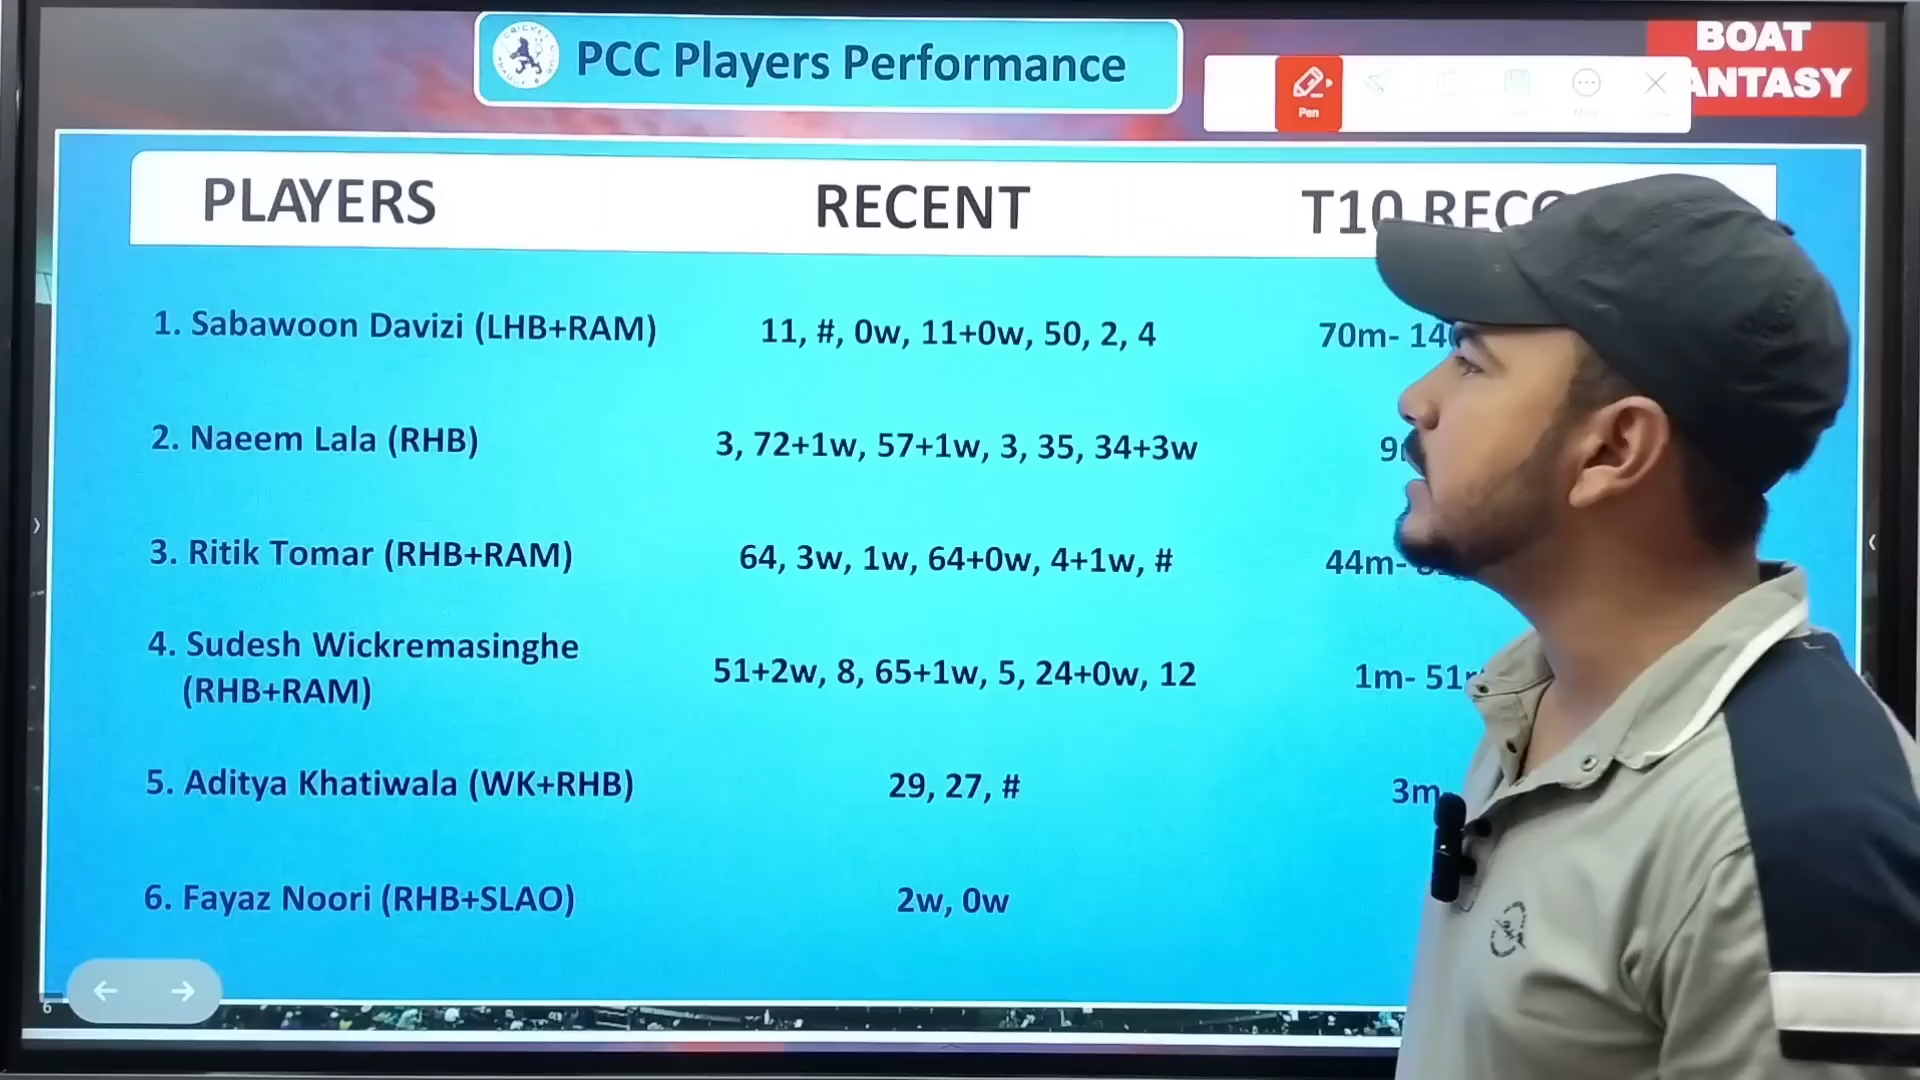 PCC Players Performance
BOAT
Pen
PLAYERS RECENT T10
1. Sabawoon Davizi (LHB+RAM) 11, #, 0w, 11+0w, 50, 2, 4 70m-
2. Naeem Lala (RHB) 3, 72+1w, 57+1w, 3, 35, 34+3w
3. Ritik Tomar (RHB+RAM) 64, 3w, 1w, 64+0w, 4+1w, # 44m-
4. Sudesh Wickremasinghe
(RHB+RAM) 51+2w, 8, 65+1w, 5, 24+0w, 12 1m- 51
5. Aditya Khatiwala (WK+RHB) 29, 27, # 3m
6. Fayaz Noori (RHB+SLAO) 2w, 0w
6